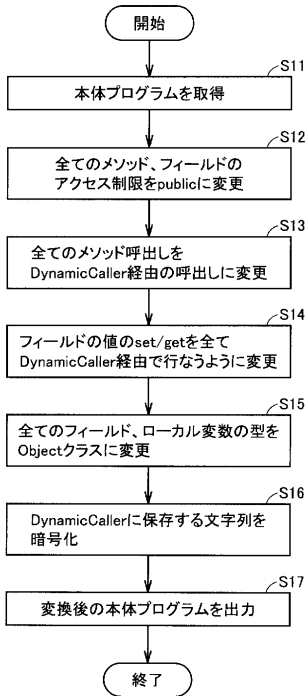 開始
S11
本体プログラムを取得
S12
全てのメソッド、フィールドの
アクセス制限をpublicに変更
S13
全てのメソッド呼出しを
DynamicCaller経由の呼出しに変更
S14
フィールドの値のset/getを全て
DynamicCaller経由で行なうように変更
S15
全てのフィールド、ローカル変数の型を
Objectクラスに変更
S16
DynamicCallerに保存する文字列を
暗号化
S17
変換後の本体プログラムを出力
終了